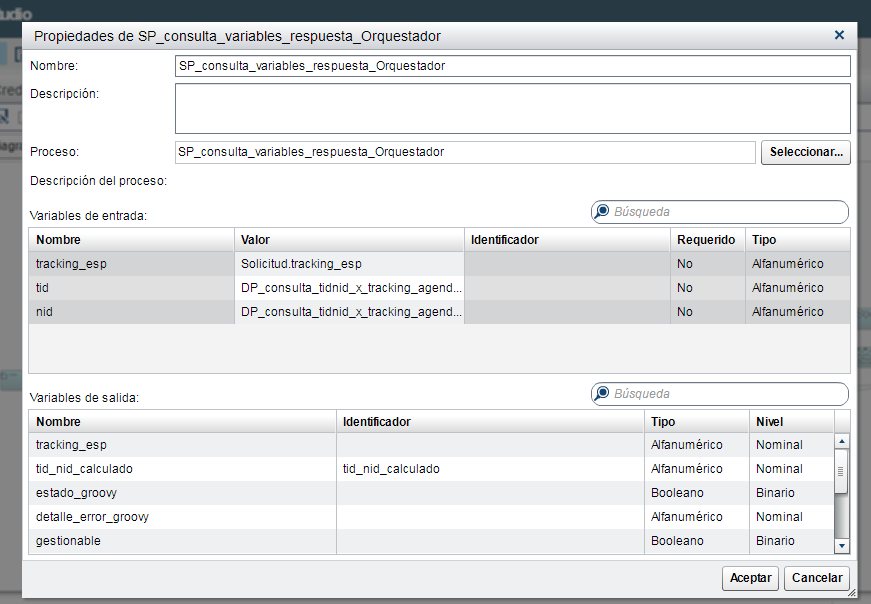 udio
Propiedades de SP_consulta_variables_respuesta_Orquestador
Nombre: SP_consulta_variables_respuesta_Orquestador
Descripción:
Proceso: SP_consulta_variables_respuesta_Orquestador Seleccionar...
Descripción del proceso:
Variables de entrada: Búsqueda
Nombre Valor Identificador Requerido Tipo
tracking_esp Solicitud.tracking_esp No Alfanumérico
tid DP_consulta_tidnid_x_tracking_agend... No Alfanumérico
nid DP_consulta_tidnid_x_tracking_agend... No Alfanumérico
Variables de salida: Búsqueda
Nombre Identificador Tipo Nivel
tracking_esp Alfanumérico Nominal
tid_nid_calculado tid_nid_calculado Alfanumérico Nominal
estado_groovy Booleano Binario
detalle_error_groovy Alfanumérico Nominal
gestionable Booleano Binario
Aceptar Cancelar